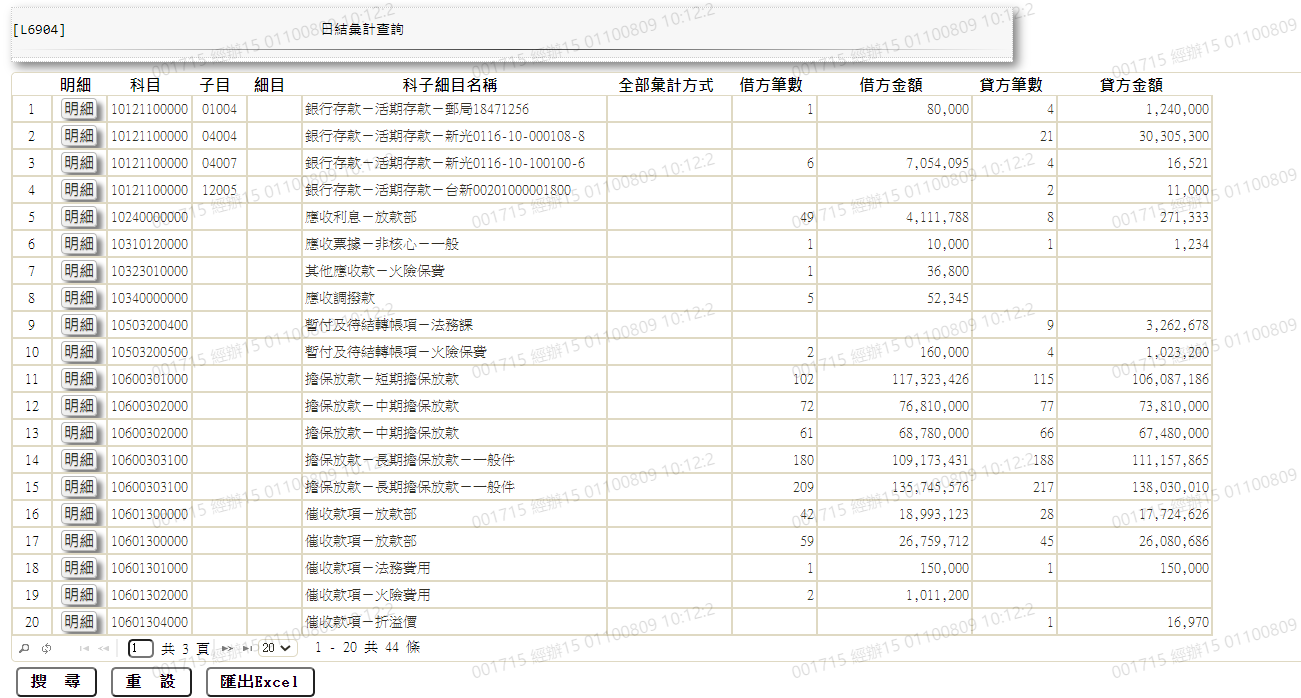 [L6904] 日結彙計查詢
明細 科目 子目 細目 科子細目名稱 全部彙計方式 借方筆數 借方金額 貸方筆數 貸方金額
1 明細 10121100000 01004 銀行存款－活期存款－郵局18471256 1 80,000 4 1,240,000
2 明細 10121100000 04004 銀行存款－活期存款－新光0116-10-000108-8 21 30,305,300
3 明細 10121100000 04007 銀行存款－活期存款－新光0116-10-100100-6 6 7,054,095 4 16,521
4 明細 10121100000 12005 銀行存款－活期存款－台新00201000001800 2 11,000
5 明細 10240000000 應收利息－放款部 49 4,111,788 8 271,333
6 明細 10310120000 應收票據－非核心－一般 1 10,000 1 1,234
7 明細 10323010000 其他應收款－火險保費 1 36,800
8 明細 10340000000 應收調撥款 5 52,345
9 明細 10503200400 暫付及待結轉帳項－法務課 9 3,262,678
10 明細 10503200500 暫付及待結轉帳項－火險保費 2 160,000 4 1,023,200
11 明細 10600301000 擔保放款－短期擔保放款 102 117,323,426 115 106,087,186
12 明細 10600302000 擔保放款－中期擔保放款 72 76,810,000 77 73,810,000
13 明細 10600302000 擔保放款－中期擔保放款 61 68,780,000 66 67,480,000
14 明細 10600303100 擔保放款－長期擔保放款－一般件 180 109,173,431 188 111,157,865
15 明細 10600303100 擔保放款－長期擔保放款－一般件 209 135,745,576 217 138,030,010
16 明細 10601300000 催收款項－放款部 42 18,993,123 28 17,724,626
17 明細 10601300000 催收款項－放款部 59 26,759,712 45 26,080,686
18 明細 10601301000 催收款項－法務費用 1 150,000 1 150,000
19 明細 10601302000 催收款項－火險費用 2 1,011,200
20 明細 10601304000 催收款項－折溢價 1 16,970
1 共 3 頁 20 1 - 20 共 44 條
搜 尋 重 設 匯出Excel
001715 經辦15 01100809 10:12:2